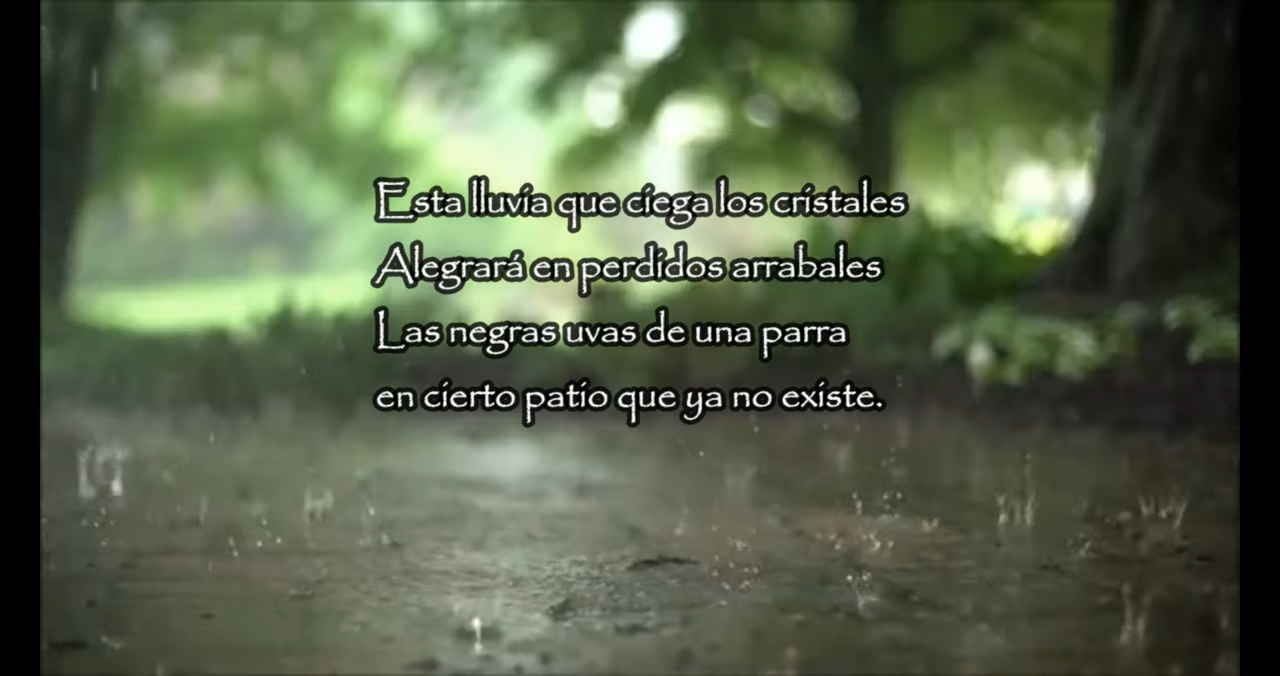 Esta lluvia que ciega los cristales
Alegrará en perdidos arrabales
Las negras uvas de una parra
en cierto patio que ya no existe.